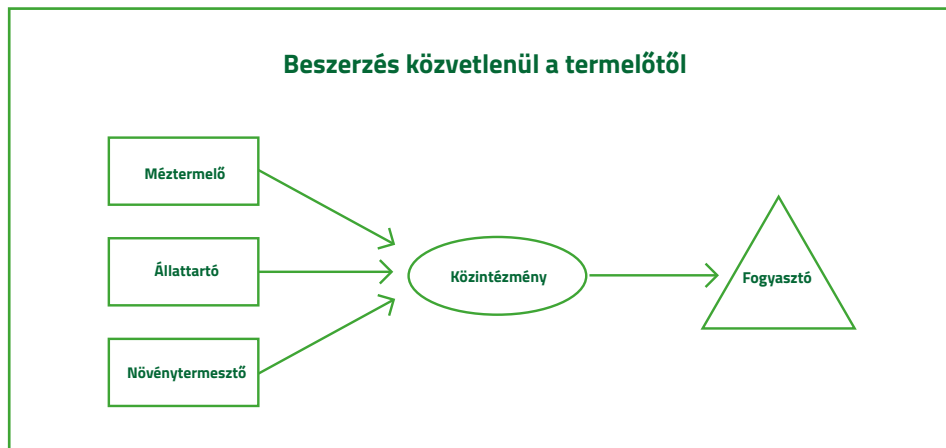 Beszerzés közvetlenül a termelőtől
Méztermelő
Állattartó
Közintézmény
Fogyasztó
Növénytermesztő